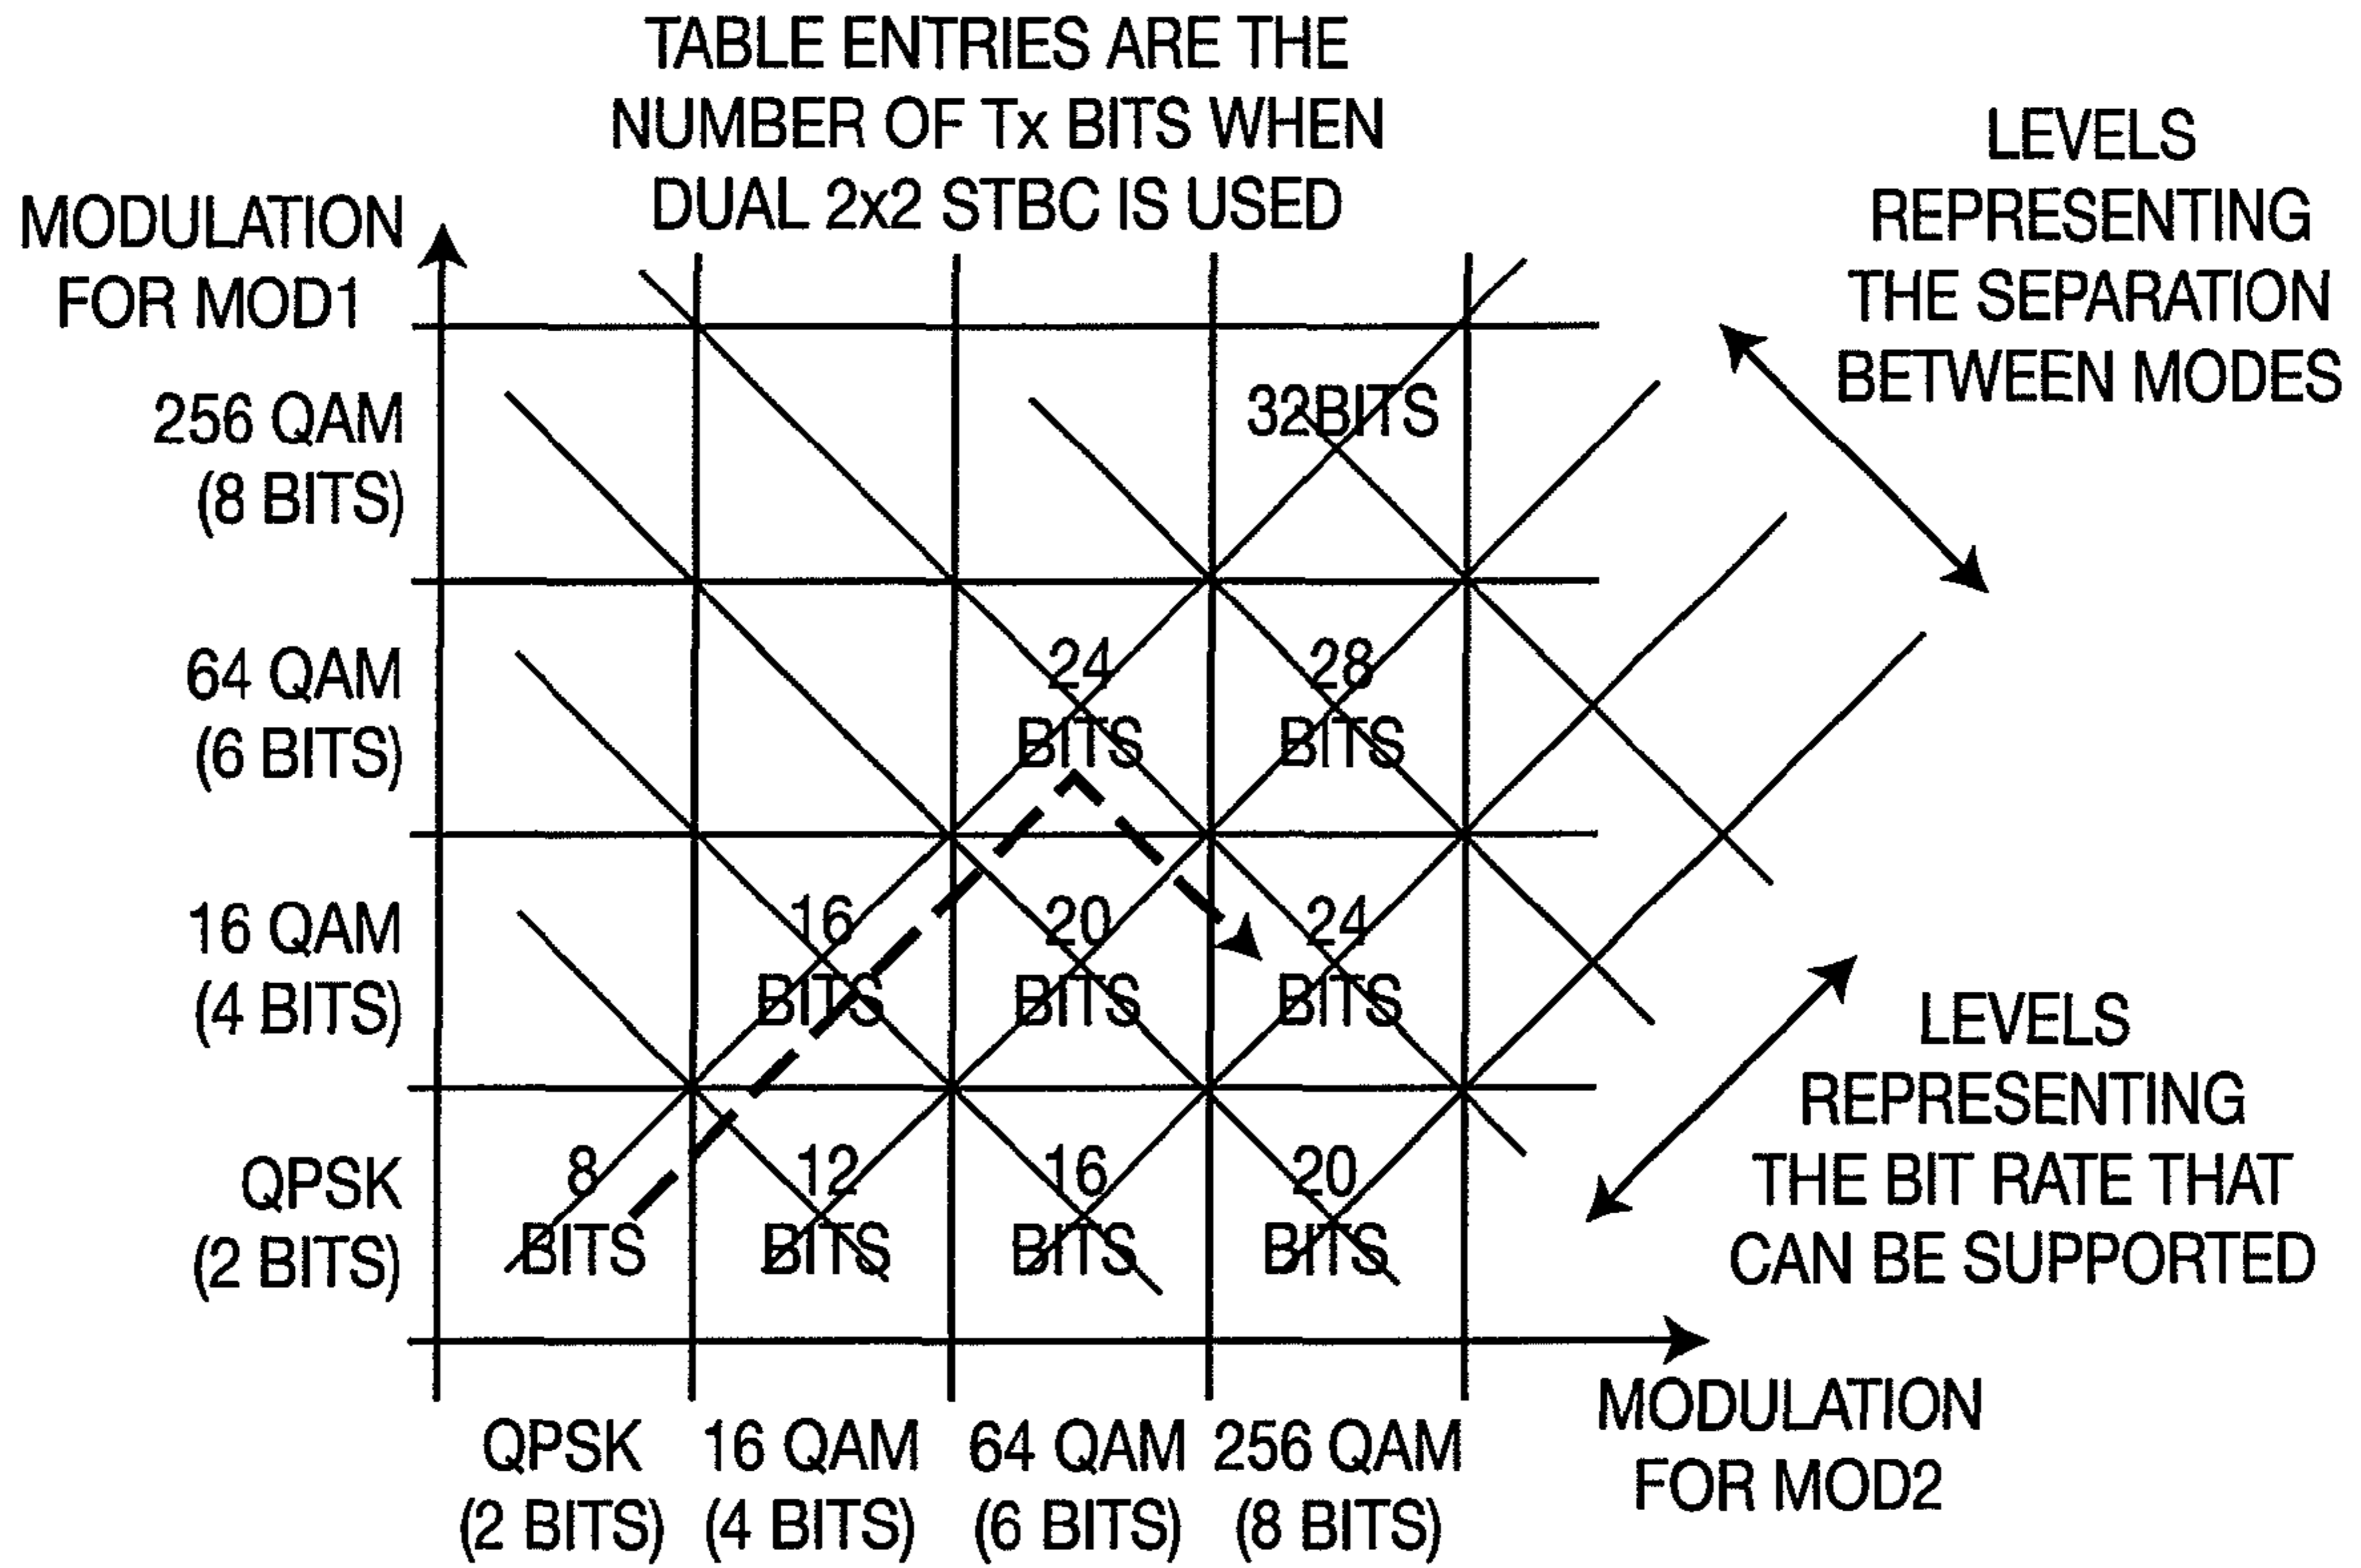 TABLE ENTRIES ARE THE
NUMBER OF Tx BITS WHEN
DUAL 2x2 STBC IS USED
MODULATION
FOR MOD1
LEVELS
REPRESENTING
THE SEPARATION
BETWEEN MODES
256 QAM
(8 BITS)
32BITS
64 QAM
(6 BITS)
24
BITS
28
BITS
16 QAM
(4 BITS)
16
BITS
20
BITS
24
BITS
QPSK
(2 BITS)
8
BITS
12
BITS
16
BITS
20
BITS
LEVELS
REPRESENTING
THE BIT RATE THAT
CAN BE SUPPORTED
QPSK
(2 BITS)
16 QAM
(4 BITS)
64 QAM
(6 BITS)
256 QAM
(8 BITS)
MODULATION
FOR MOD2